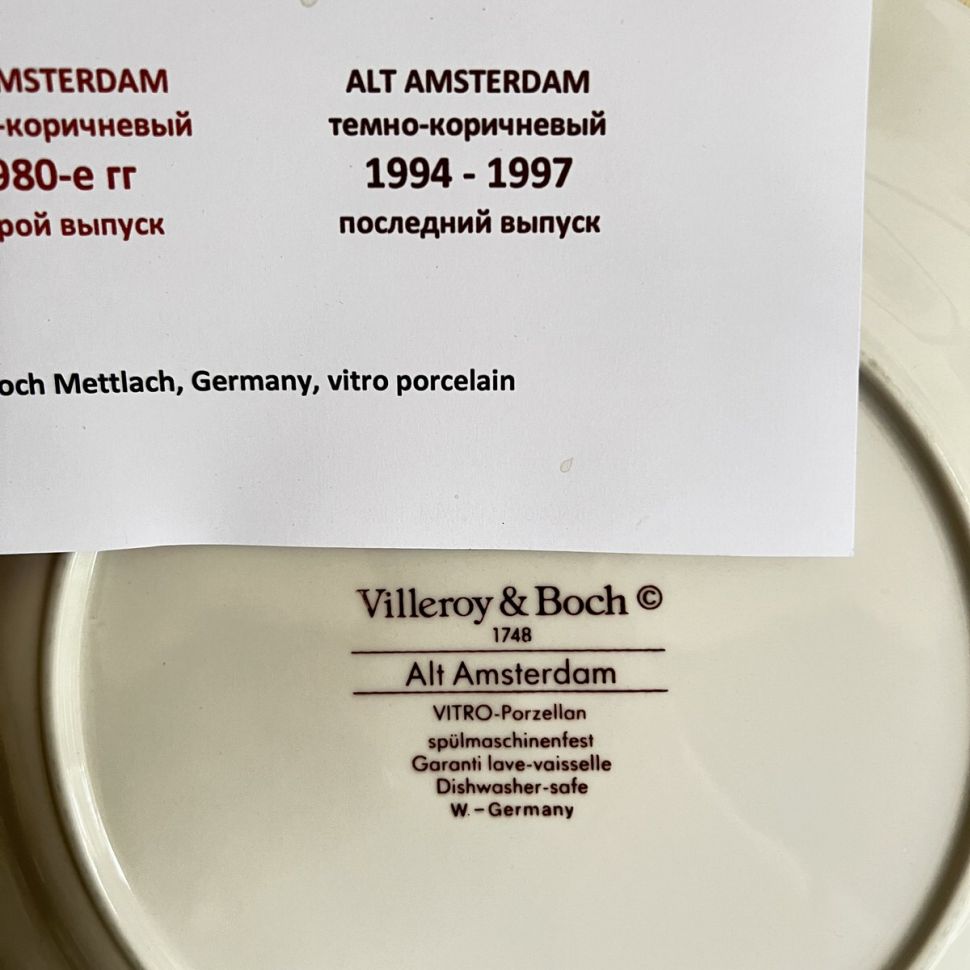 MSTERDAM
-коричневый
980-е гг
рой выпуск
ALT AMSTERDAM
темно-коричневый
1994 - 1997
последний выпуск
och Mettlach, Germany, vitro porcelain
Villeroy & Boch ©
1748
Alt Amsterdam
VITRO-Porzellan
spülmaschinenfest
Garanti lave-vaisselle
Dishwasher-safe
W.-Germany